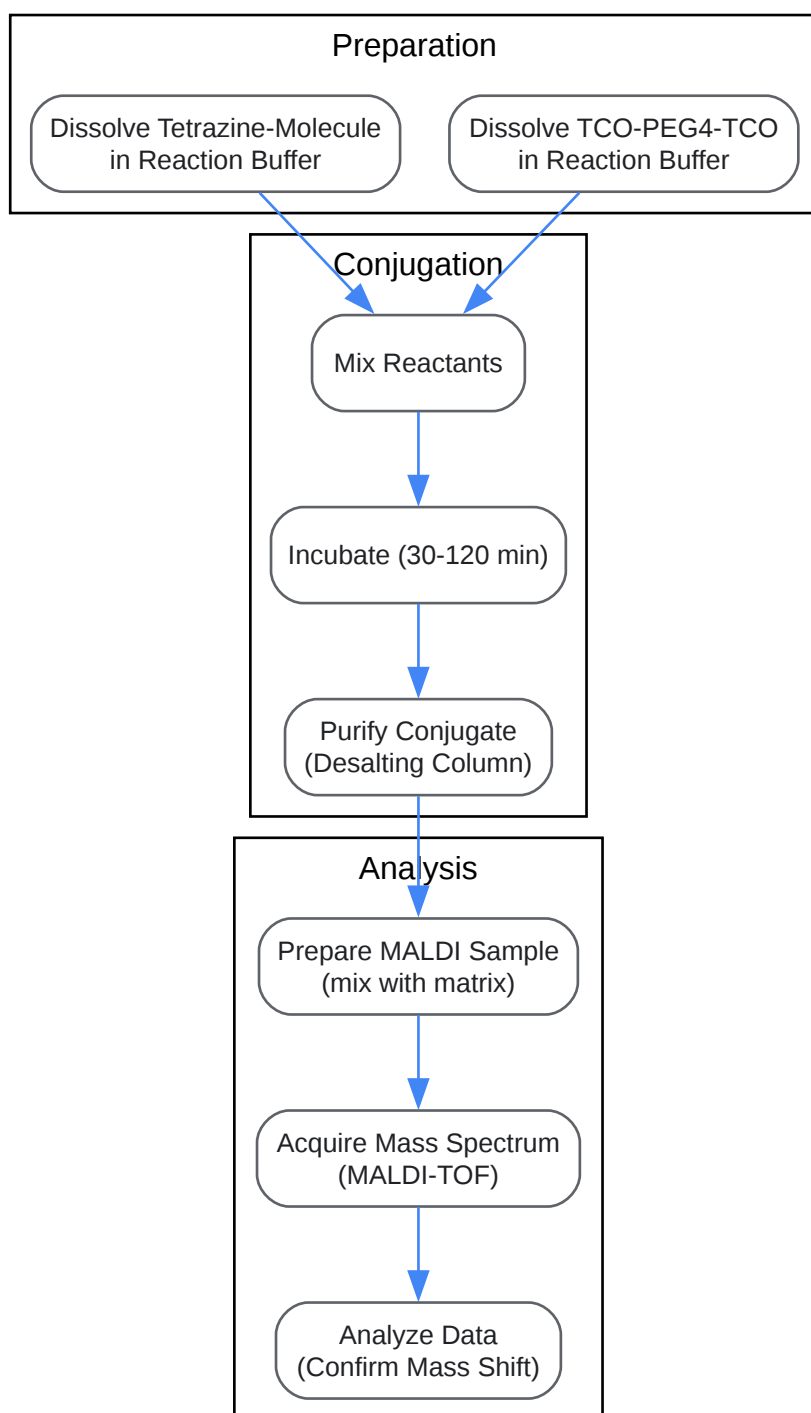 Preparation
Dissolve Tetrazine-Molecule
in Reaction Buffer
Dissolve TCO-PEG4-TCO
in Reaction Buffer
Conjugation
Mix Reactants
Incubate (30-120 min)
Purify Conjugate
(Desalting Column)
Analysis
Prepare MALDI Sample
(mix with matrix)
Acquire Mass Spectrum
(MALDI-TOF)
Analyze Data
(Confirm Mass Shift)